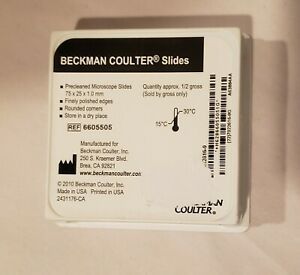 BECKMAN COULTER® Slides
• Precleaned Microscope Slides
75 x 25 x 1.0 mm
• Finely polished edges
• Rounded corners
• Store in a dry place
REF 6605505
Quantity approx. 1/2 gross
(Sold by gross only)
30°C
15°C
Manufactured for
Beckman Coulter, Inc.
250 S. Kraemer Blvd.
Brea, CA 92821
www.beckmancoulter.com
© 2010 Beckman Coulter, Inc.
Made in USA Printed in USA
2431176-CA
COULTER®